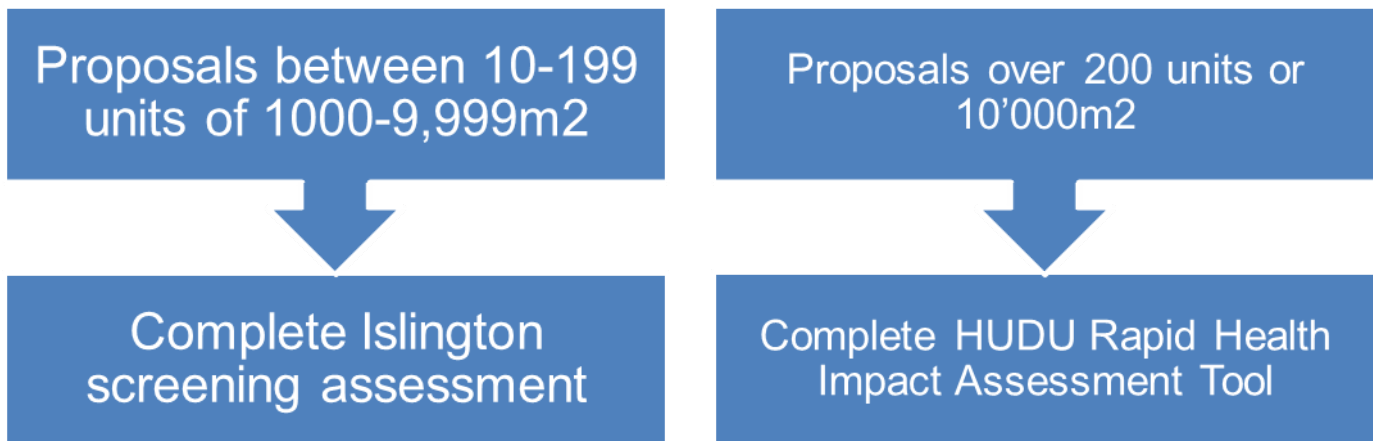 Proposals between 10-199
units of 1000-9,999m2
Complete Islington
screening assessment
Proposals over 200 units or
10’000m2
Complete HUDU Rapid Health
Impact Assessment Tool